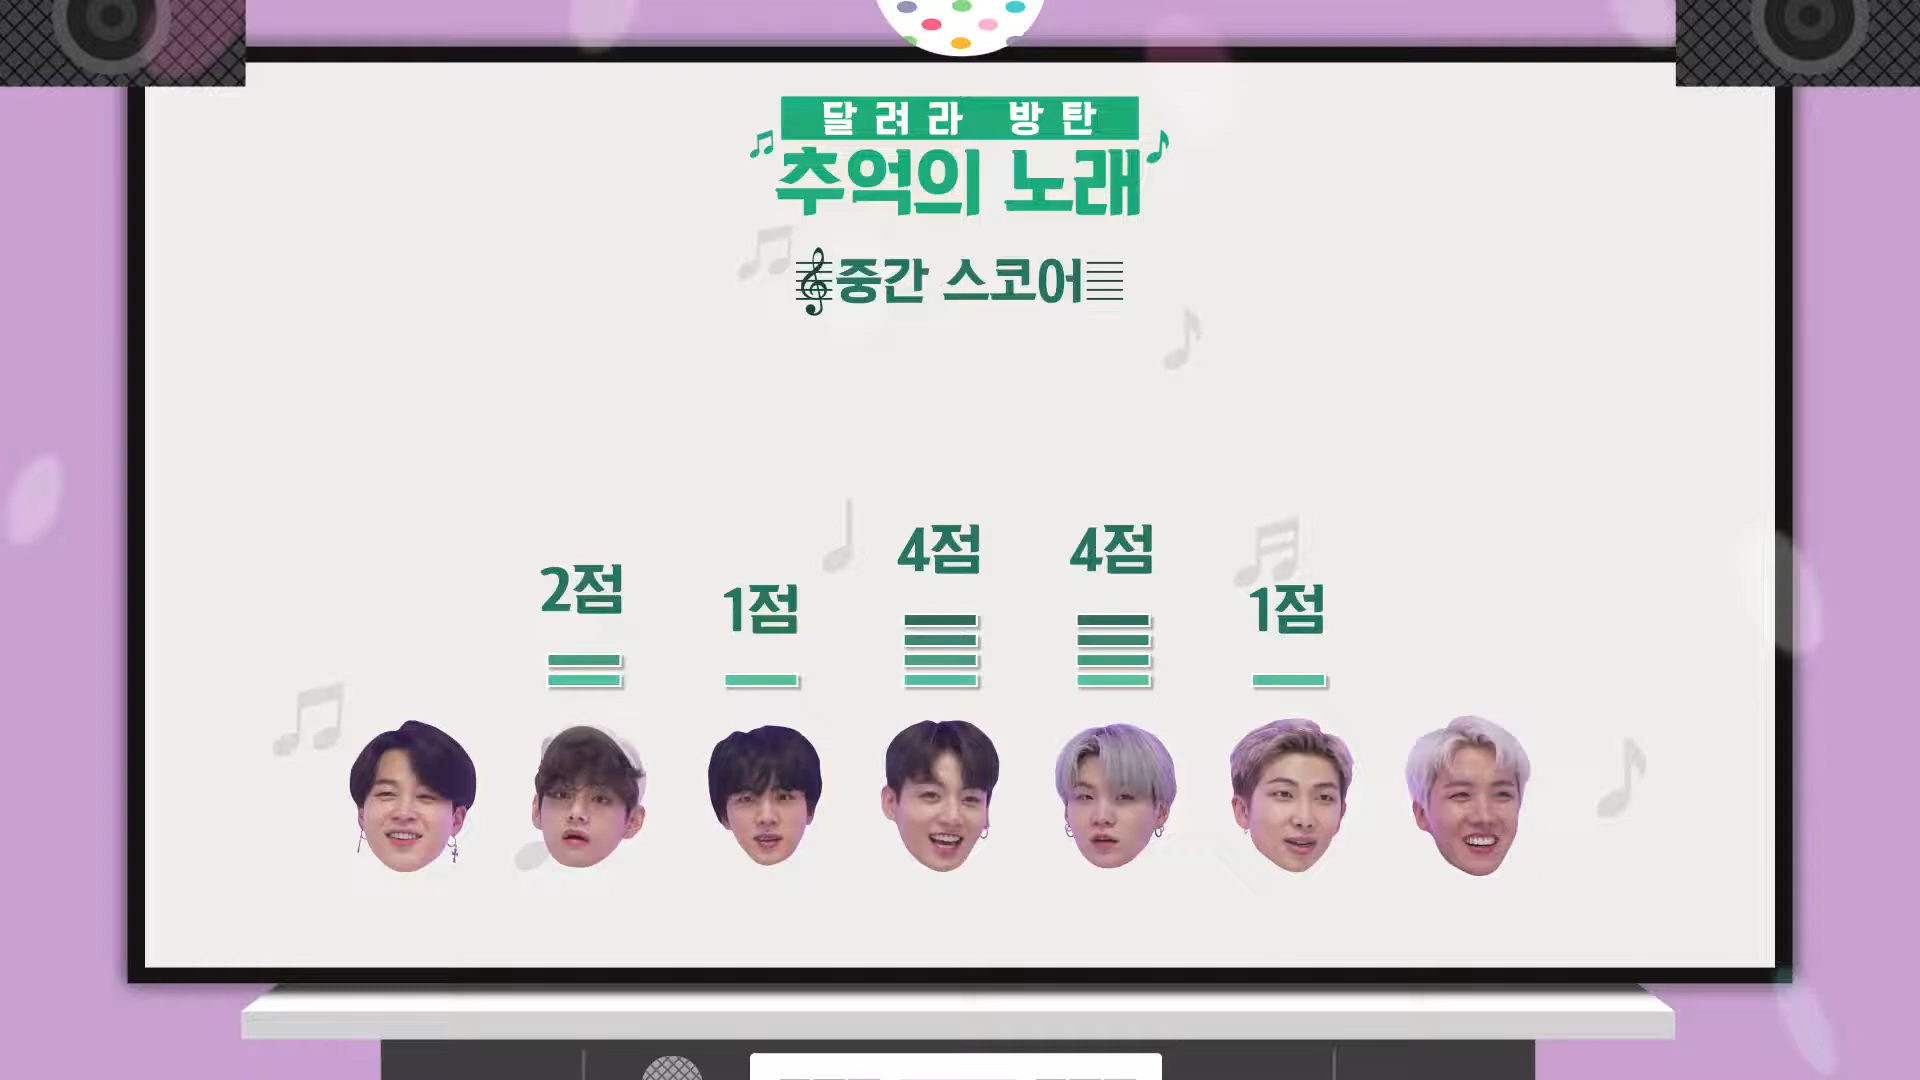 달려라 방탄
추억의 노래
중간 스코어
2점 1점 4점 4점 1점